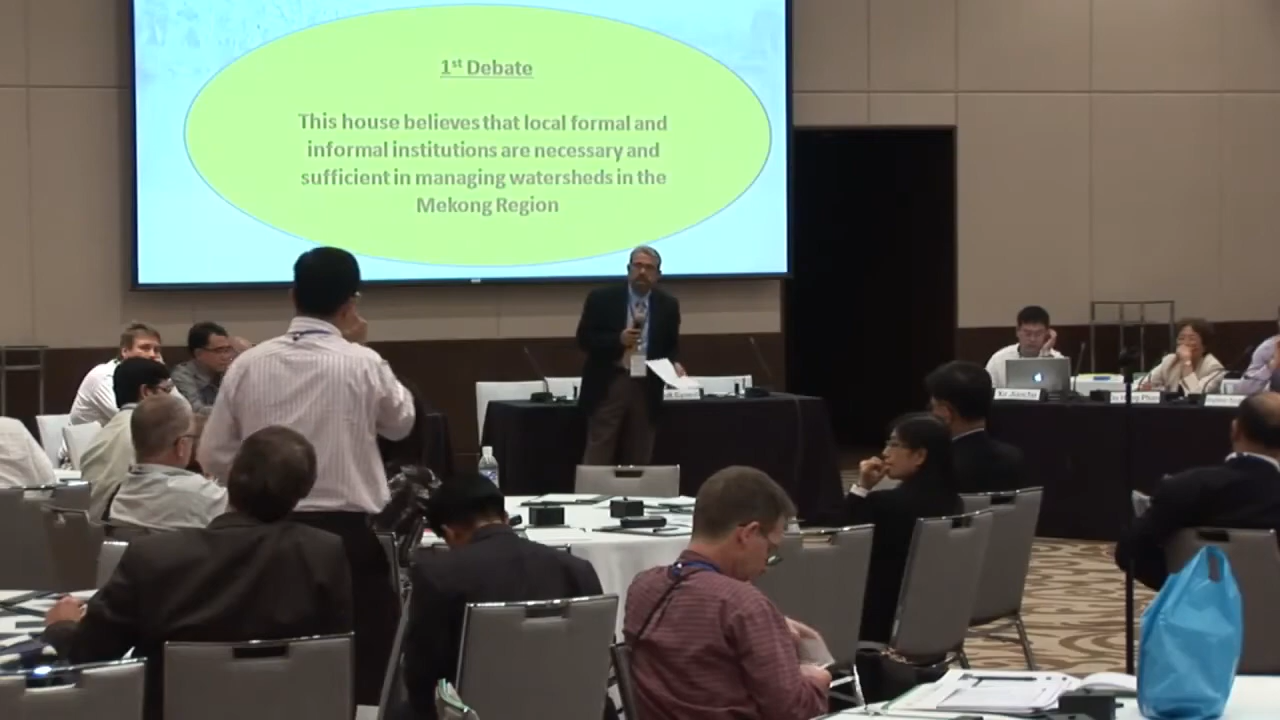 1st Debate
This house believes that local formal and
informal institutions are necessary and
sufficient in managing watersheds in the
Mekong Region